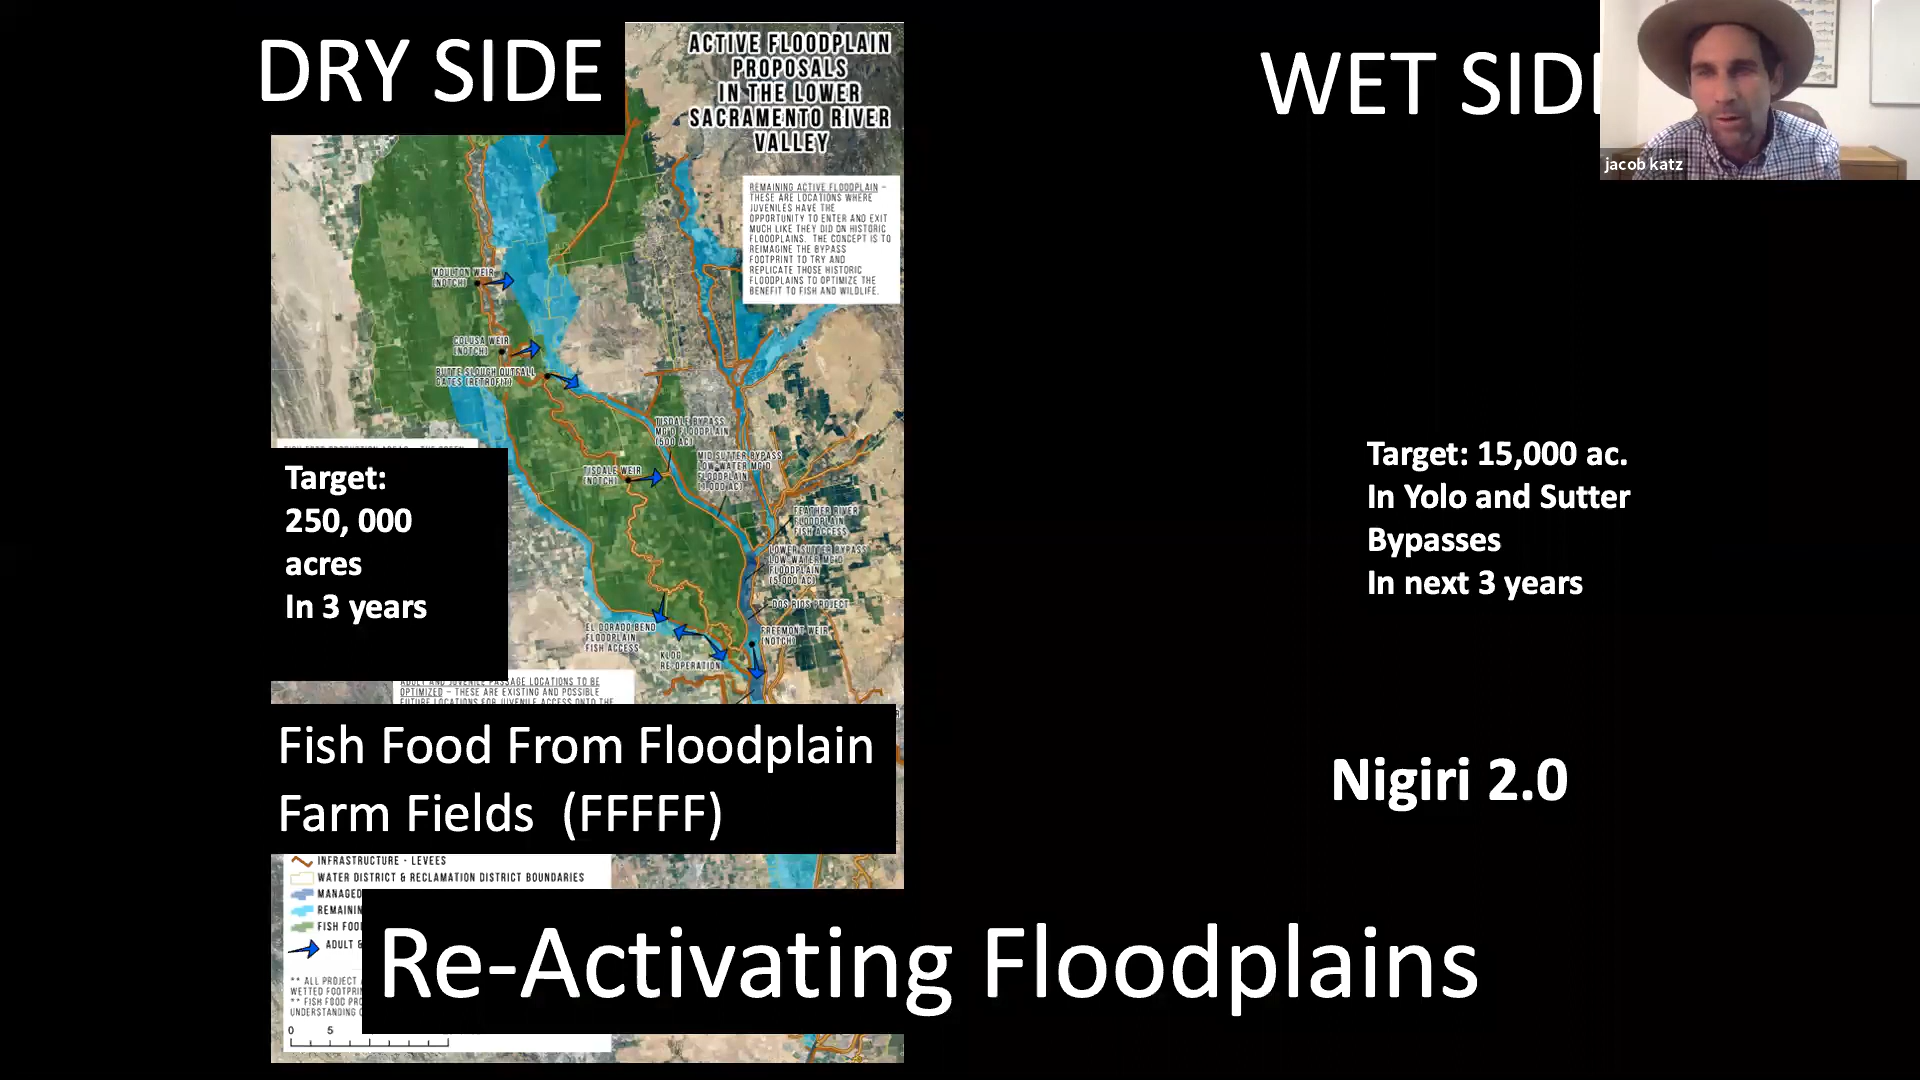 DRY SIDE
ACTIVE FLOODPLAIN
PROPOSALS
IN THE LOWER
SACRAMENTO RIVER
VALLEY
WET SID
jacob katz
REMAINING ACTIVE FLOODPLAIN –
THESE ARE LOCATIONS WHERE
JUVENILES HAVE THE
OPPORTUNITY TO ENTER AND EXIT
MUCH LIKE THEY DID ON HISTORIC
FLOODPLAINS. THE CONCEPT IS TO
REIMAGINE THE BYPASS
FOOTPRINT TO TRY AND
REPLICATE THOSE HISTORIC
FLOODPLAINS TO OPTIMIZE THE
BENEFIT TO FISH AND WILDLIFE.
MOULTON WEIR
(NOTCH)
COLUSA WEIR
(NOTCH)
BUTTE SLOUGH OUTFALL
GATES (RETROFIT)
TISDALE BYPASS
MG'D FLOODPLAIN
(500 AC)
MID SUTTER BYPASS
LOW-WATER MG'D
FLOODPLAIN
(1,000 AC)
TISDALE WEIR
(NOTCH)
FEATHER RIVER
FLOODPLAIN
FISH ACCESS
LOWER SUTTER BYPASS
LOW-WATER MG'D
FLOODPLAIN
(5,000 AC)
DOS RIOS PROJECT
EL DORADO BEND
FLOODPLAIN
FISH ACCESS
FREEMONT WEIR
(NOTCH)
KLOG
RE-OPERATION
Target:
250, 000
acres
In 3 years
Target: 15,000 ac.
In Yolo and Sutter
Bypasses
In next 3 years
ADULT AND JUVENILE PASSAGE LOCATIONS TO BE
OPTIMIZED – THESE ARE EXISTING AND POSSIBLE
FUTURE LOCATIONS FOR JUVENILE ACCESS ONTO THE
Fish Food From Floodplain
Farm Fields (FFFFF)
Nigiri 2.0
INFRASTRUCTURE - LEVEES
WATER DISTRICT & RECLAMATION DISTRICT BOUNDARIES
MANAGED
REMAININ
FISH FOO
ADULT &
** ALL PROJECT
WETTED FOOTPRIN
** FISH FOOD PRO
UNDERSTANDING
0 5
Re-Activating Floodplains